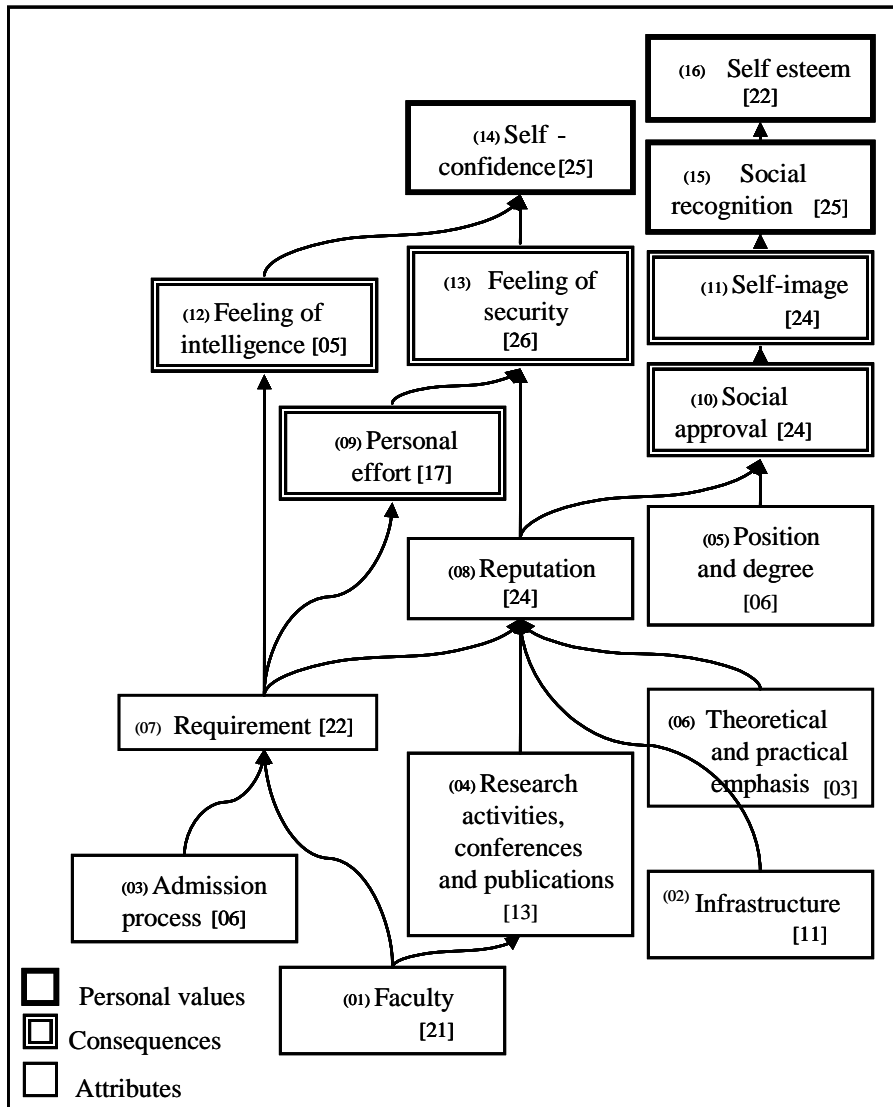 (16) Self esteem
[22]
(14) Self -
confidence[25]
(15) Social
recognition [25]
(12) Feeling of
intelligence [05]
(13) Feeling of
security
[26]
(11) Self-image
[24]
(09) Personal
effort [17]
(10) Social
approval [24]
(08) Reputation
[24]
(05) Position
and degree
[06]
(07) Requirement [22]
(04) Research
activities,
conferences
and publications
[13]
(06) Theoretical
and practical
emphasis [03]
(03) Admission
process [06]
(02) Infrastructure
[11]
(01) Faculty
[21]
Personal values
Consequences
Attributes